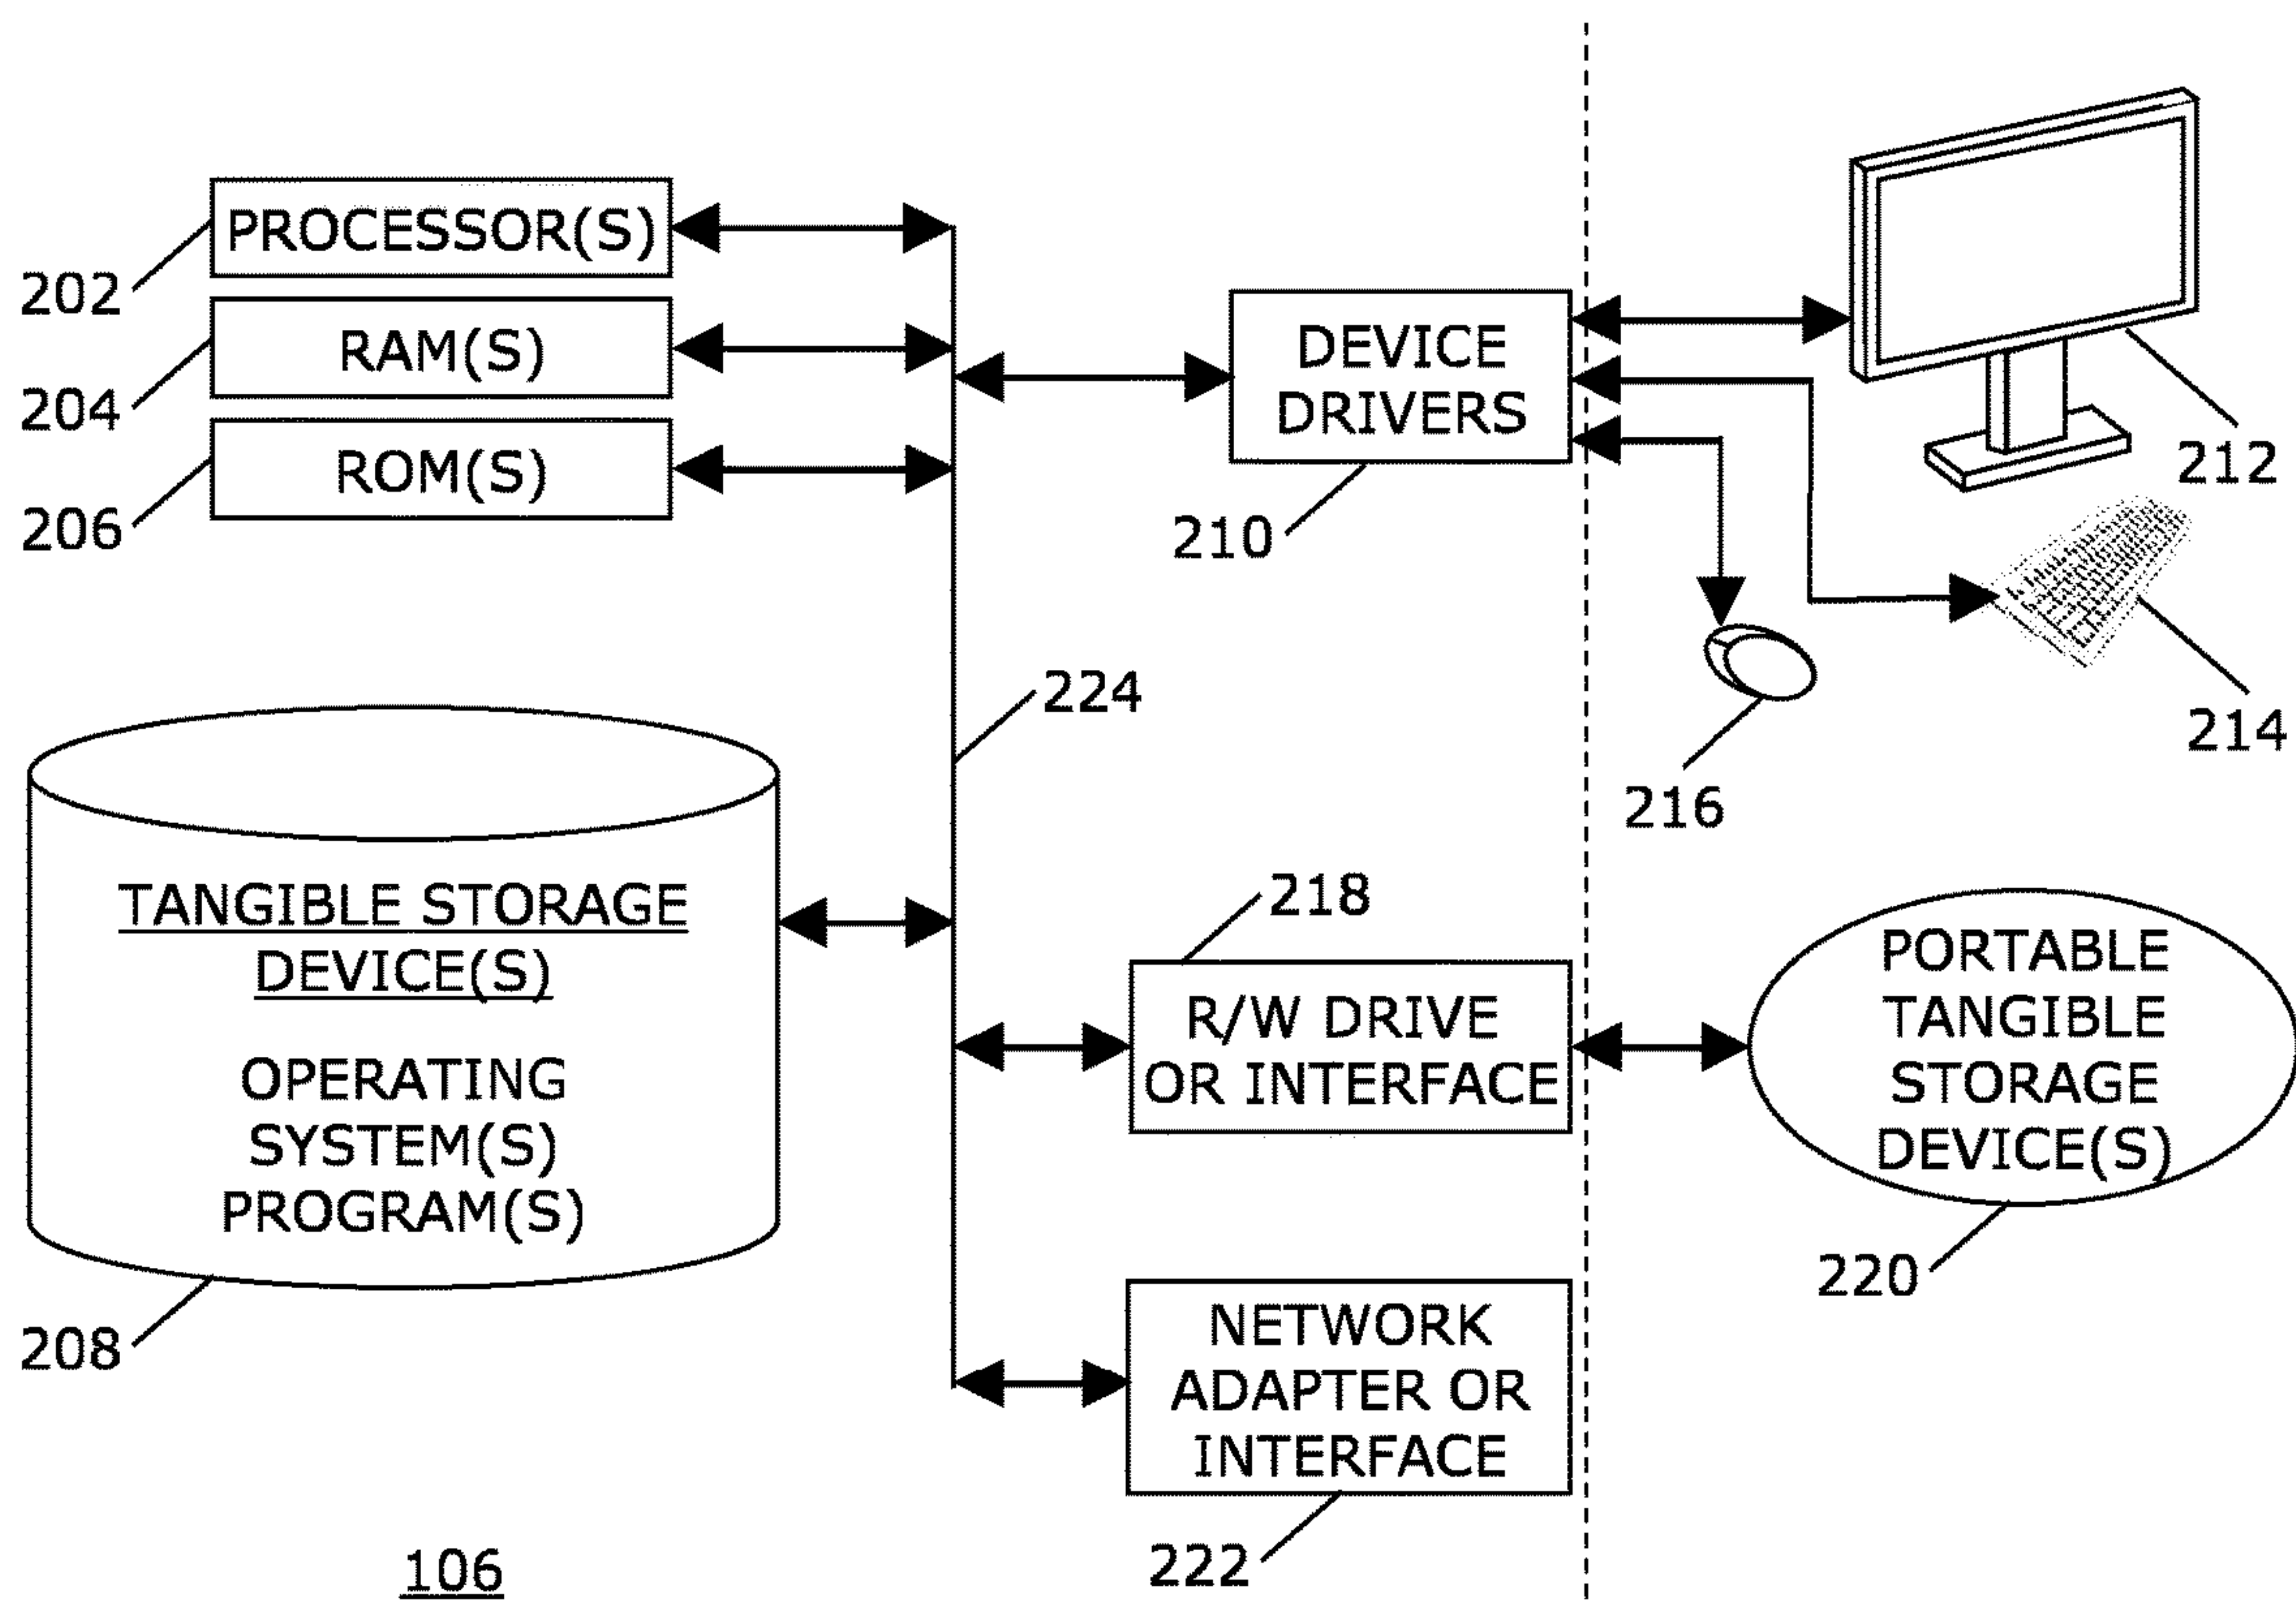 PROCESSOR(S)
202
RAM(S)
204
ROM(S)
206
DEVICE
DRIVERS
210
212
214
216
224
TANGIBLE STORAGE
DEVICE(S)
OPERATING
SYSTEM(S)
PROGRAM(S)
208
218
R/W DRIVE
OR INTERFACE
PORTABLE
TANGIBLE
STORAGE
DEVICE(S)
220
NETWORK
ADAPTER OR
INTERFACE
222
106